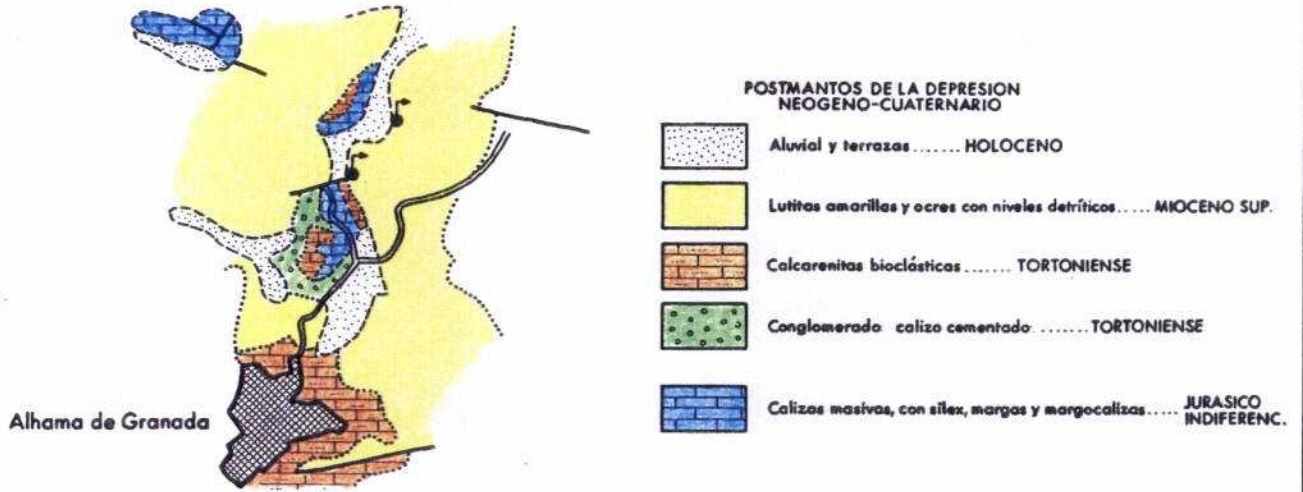 POSTMANTOS DE LA DEPRESION
NEOGENO-CUATERNARIO
Aluvial y terrazas ....... HOLOCENO
Lutitas amarillas y ocres con niveles detríticos ..... MIOCENO SUP.
Calcarenitas bioclásticas ....... TORTONIENSE
Conglomerado calizo cementado ........ TORTONIENSE
Calizas masivas, con sílex, margas y margocalizas ..... JURASICO
INDIFERENC.
Alhama de Granada